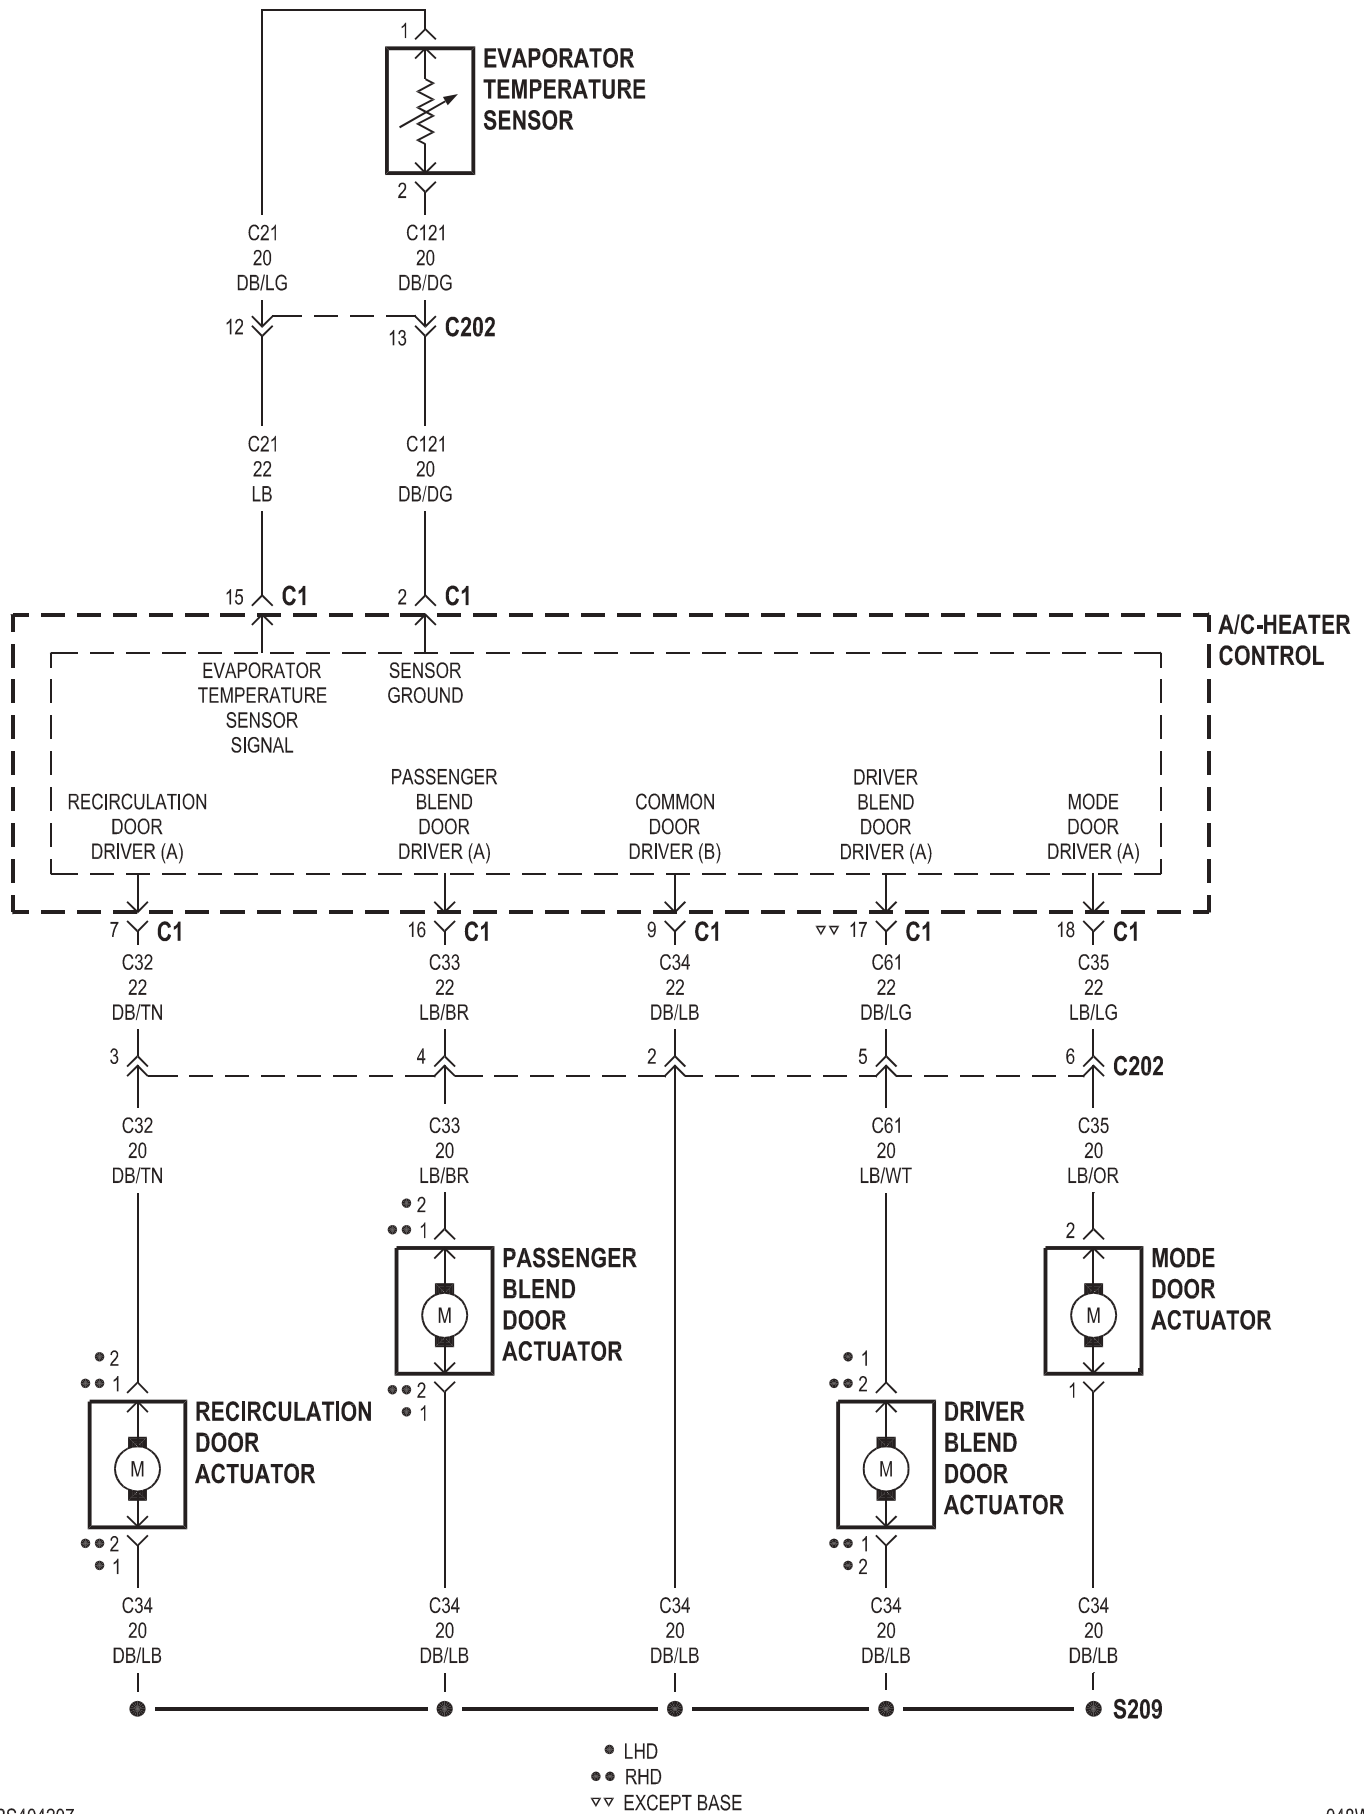 1
EVAPORATOR
TEMPERATURE
SENSOR
2
C21 C121
20 20
DB/LG DB/DG
12 13 C202
C21 C121
22 20
LB DB/DG
15 C1 2 C1
A/C-HEATER
CONTROL
EVAPORATOR
TEMPERATURE
SENSOR
SIGNAL
SENSOR
GROUND
RECIRCULATION
DOOR
DRIVER (A)
PASSENGER
BLEND
DOOR
DRIVER (A)
COMMON
DOOR
DRIVER (B)
DRIVER
BLEND
DOOR
DRIVER (A)
MODE
DOOR
DRIVER (A)
7 C1 16 C1 9 C1 ▿▿ 17 C1 18 C1
C32 C33 C34 C61 C35
22 22 22 22 22
DB/TN LB/BR DB/LB DB/LG LB/LG
3 4 2 5 6 C202
C32 C33 C61 C35
20 20 20 20
DB/TN LB/BR LB/WT LB/OR
● 2
●● 1
PASSENGER
BLEND
DOOR
ACTUATOR
M
●● 2
● 1
2
MODE
DOOR
ACTUATOR
M
1
● 2
●● 1
RECIRCULATION
DOOR
ACTUATOR
M
●● 2
● 1
● 1
●● 2
DRIVER
BLEND
DOOR
ACTUATOR
M
●● 1
● 2
C34 C34 C34 C34 C34
20 20 20 20 20
DB/LB DB/LB DB/LB DB/LB DB/LB
S209
● LHD
●● RHD
▿▿ EXCEPT BASE